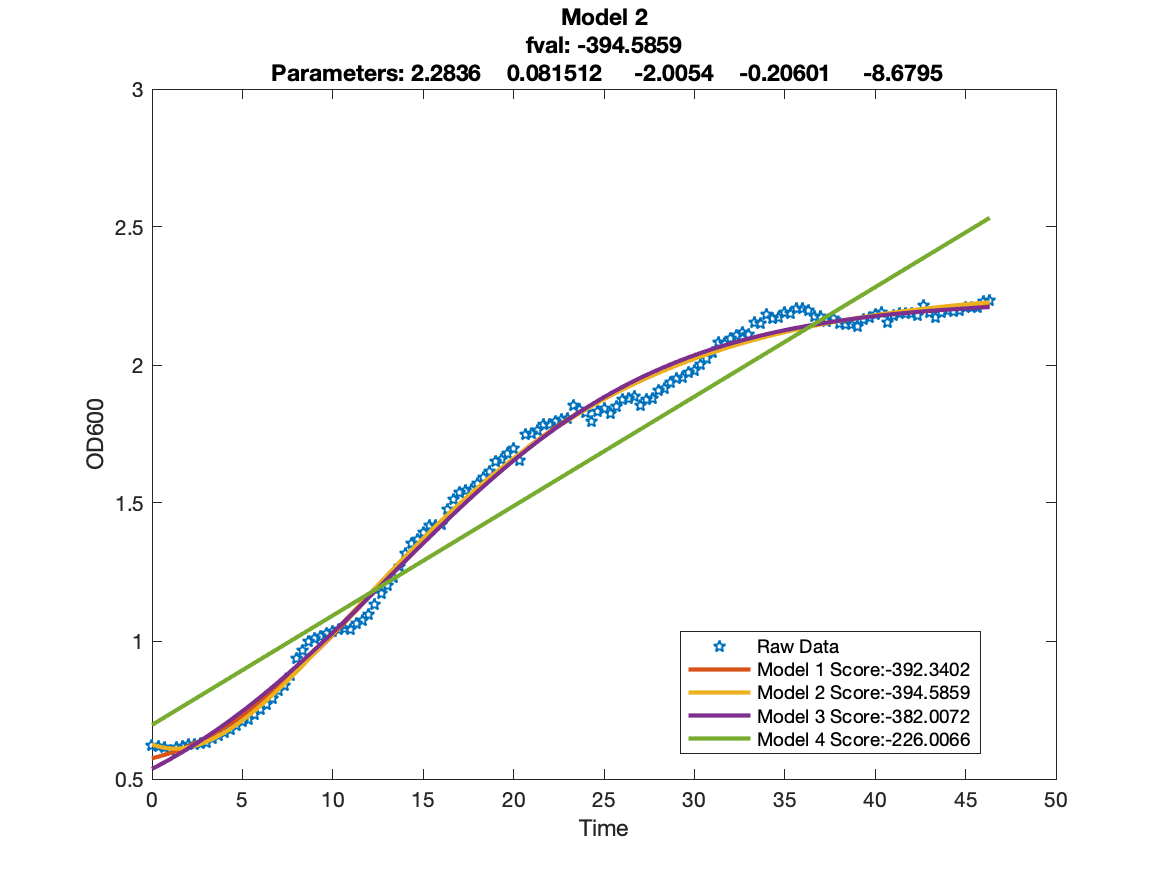 Model 2
fval: -394.5859
Parameters: 2.2836 0.081512 -2.0054 -0.20601 -8.6795
3
2.5
2
1.5
1
0.5
OD600
0 5 10 15 20 25 30 35 40 45 50
Time
Raw Data
Model 1 Score:-392.3402
Model 2 Score:-394.5859
Model 3 Score:-382.0072
Model 4 Score:-226.0066